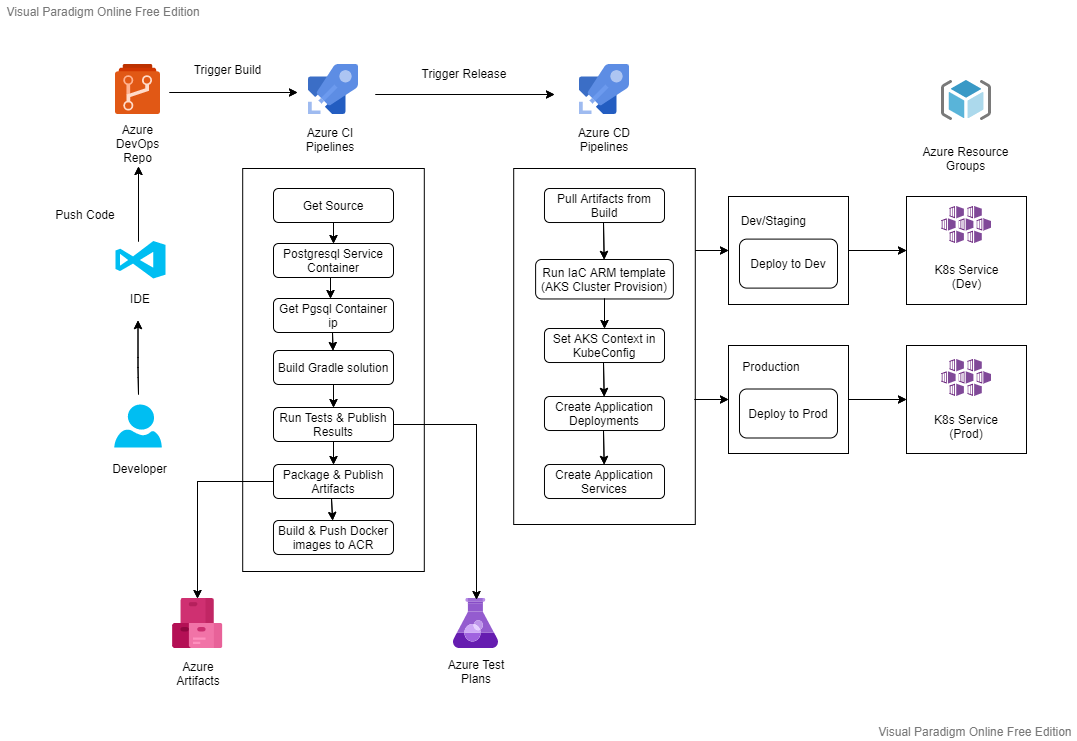 Visual Paradigm Online Free Edition
Trigger Build
Trigger Release
Azure
DevOps
Repo
Azure CI
Pipelines
Azure CD
Pipelines
Azure Resource
Groups
Push Code
IDE
Developer
Get Source
Postgresql Service
Container
Get Pgsql Container
ip
Build Gradle solution
Run Tests & Publish
Results
Package & Publish
Artifacts
Build & Push Docker
images to ACR
Azure
Artifacts
Azure Test
Plans
Pull Artifacts from
Build
Run IaC ARM template
(AKS Cluster Provision)
Set AKS Context in
KubeConfig
Create Application
Deployments
Create Application
Services
Dev/Staging
Deploy to Dev
K8s Service
(Dev)
Production
Deploy to Prod
K8s Service
(Prod)
Visual Paradigm Online Free Edition